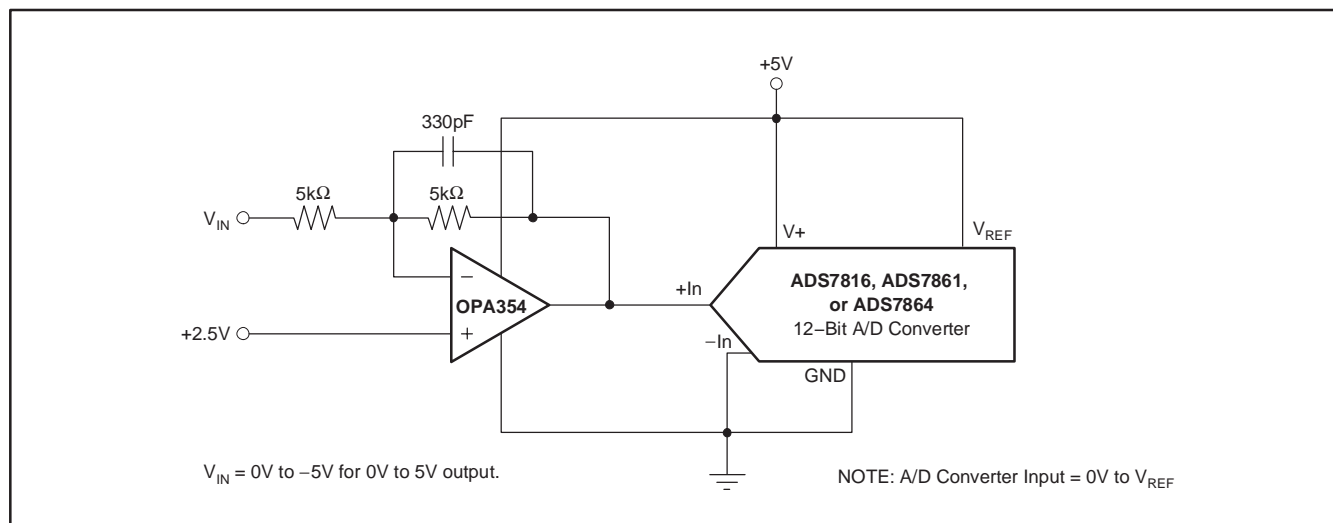 +5V
330pF
5kΩ
5kΩ
V_IN
V+
V_REF
−
OPA354
+
+2.5V
+In
−In
ADS7816, ADS7861,
or ADS7864
12−Bit A/D Converter
GND
V_IN = 0V to −5V for 0V to 5V output.
NOTE: A/D Converter Input = 0V to V_REF